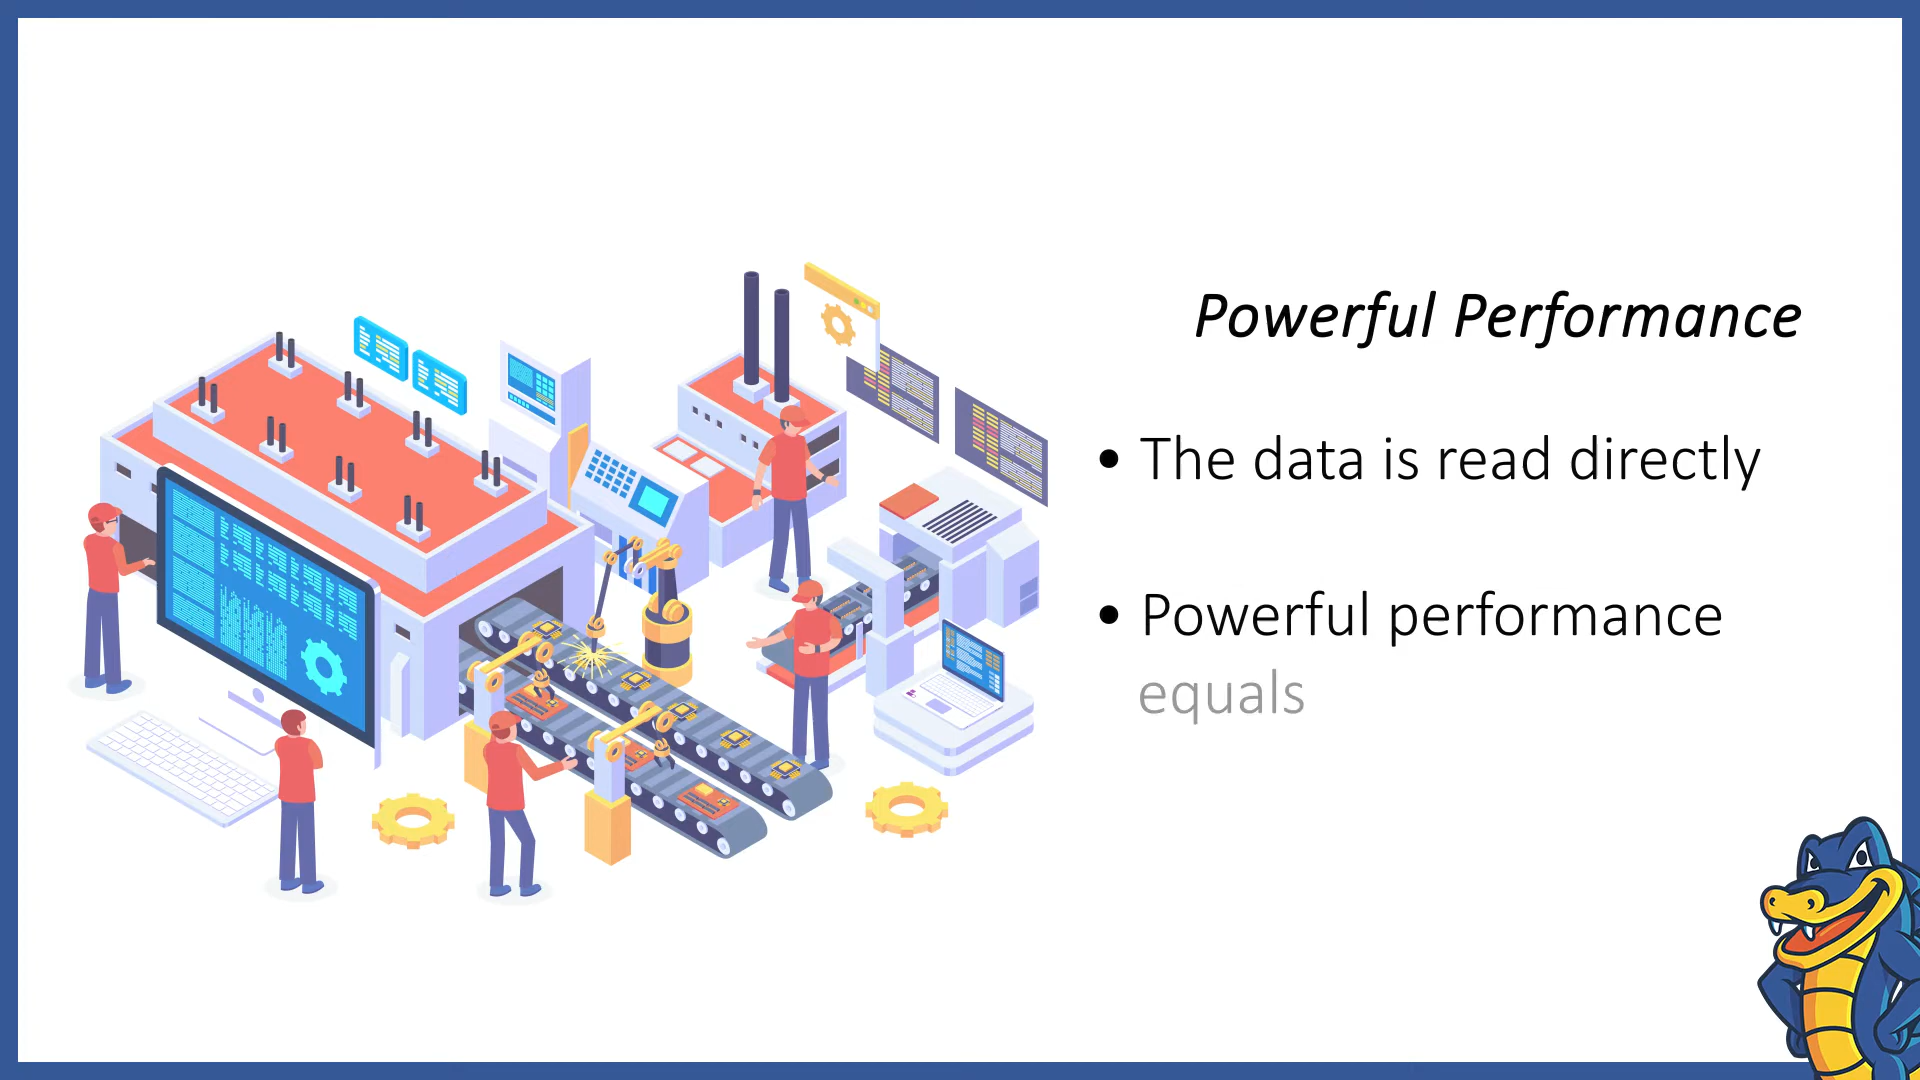 Powerful Performance
• The data is read directly
• Powerful performance
equals